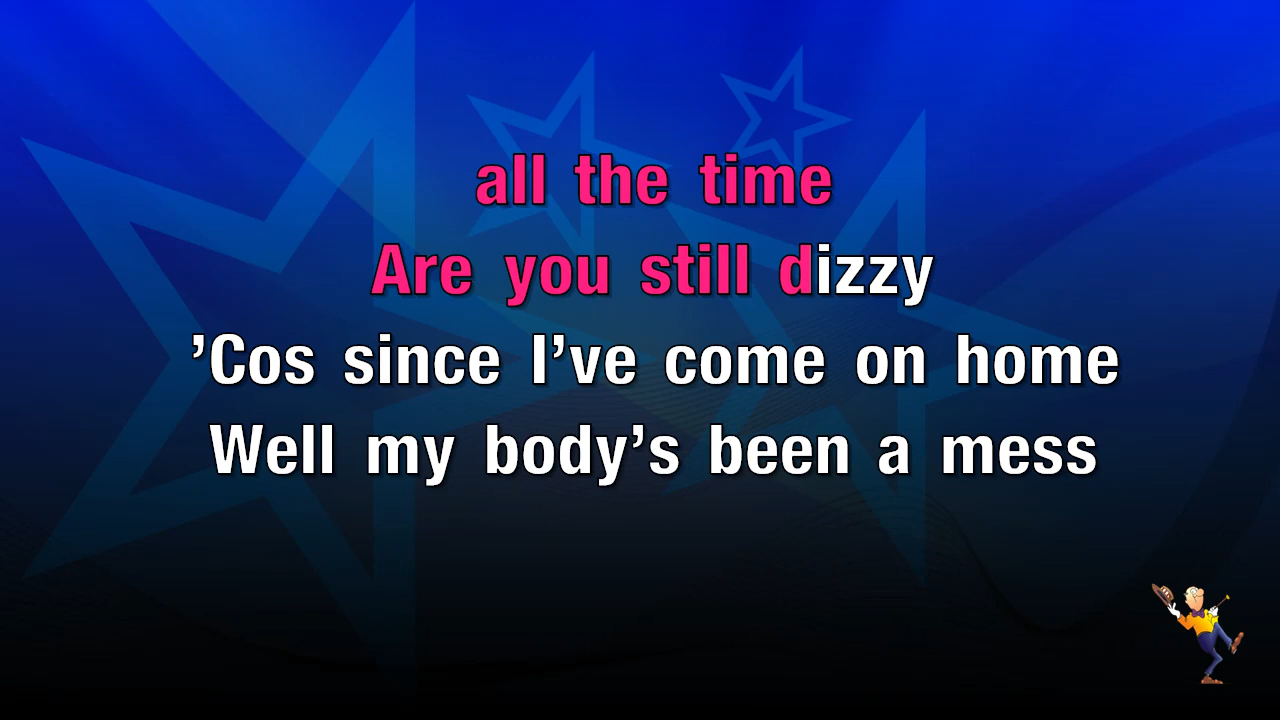 all the time
Are you still dizzy
’Cos since I’ve come on home
Well my body’s been a mess